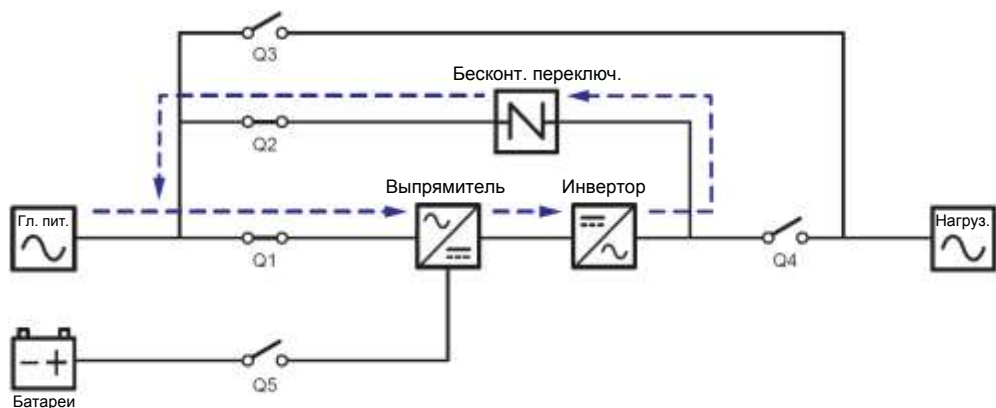 Q3
Бесконт. переключ.
Q2
Выпрямитель
Инвертор
Гл. пит.
Нагруз.
Q1
Q4
Q5
Батареи